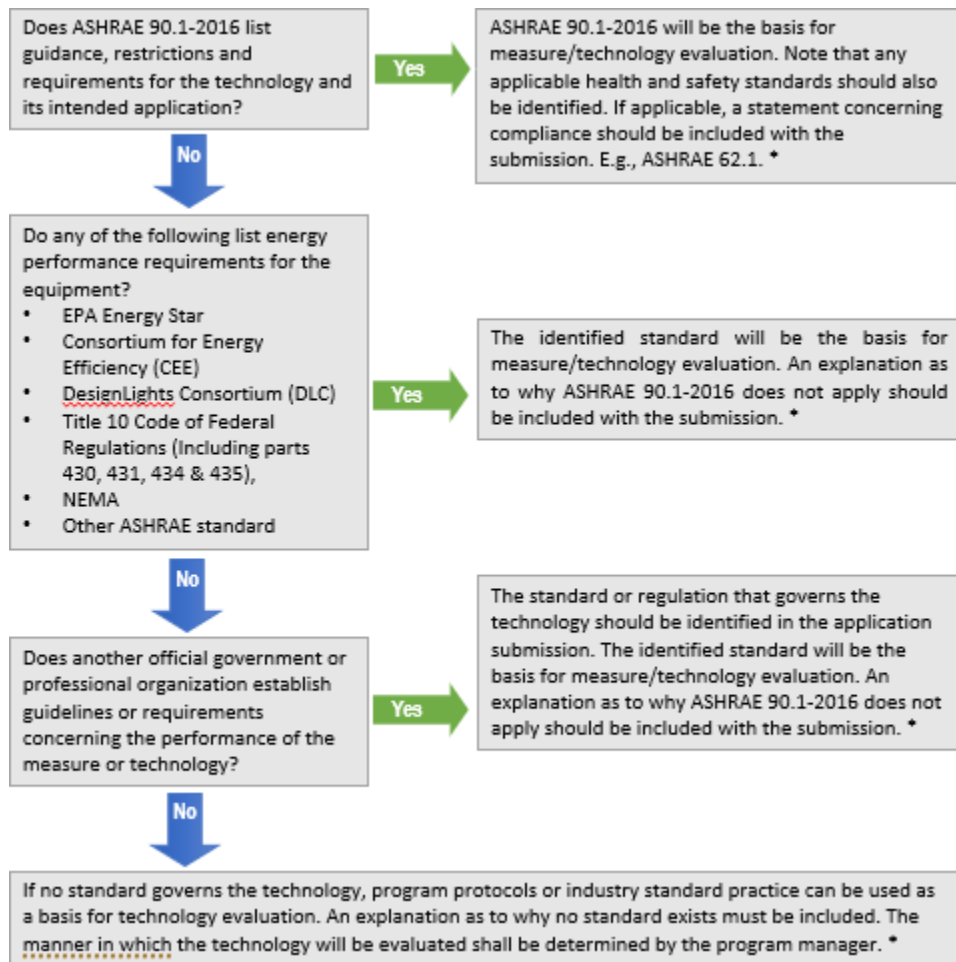 Does ASHRAE 90.1-2016 list
guidance, restrictions and
requirements for the technology and
its intended application?
Yes
ASHRAE 90.1-2016 will be the basis for
measure/technology evaluation. Note that any
applicable health and safety standards should also
be identified. If applicable, a statement concerning
compliance should be included with the
submission. E.g., ASHRAE 62.1. *
No
Do any of the following list energy
performance requirements for the
equipment?
• EPA Energy Star
• Consortium for Energy
Efficiency (CEE)
• DesignLights Consortium (DLC)
• Title 10 Code of Federal
Regulations (Including parts
430, 431, 434 & 435),
• NEMA
• Other ASHRAE standard
Yes
The identified standard will be the basis for
measure/technology evaluation. An explanation as
to why ASHRAE 90.1-2016 does not apply should
be included with the submission. *
No
Does another official government or
professional organization establish
guidelines or requirements
concerning the performance of the
measure or technology?
Yes
The standard or regulation that governs the
technology should be identified in the application
submission. The identified standard will be the
basis for measure/technology evaluation. An
explanation as to why ASHRAE 90.1-2016 does not
apply should be included with the submission. *
No
If no standard governs the technology, program protocols or industry standard practice can be used as
a basis for technology evaluation. An explanation as to why no standard exists must be included. The
manner in which the technology will be evaluated shall be determined by the program manager. *